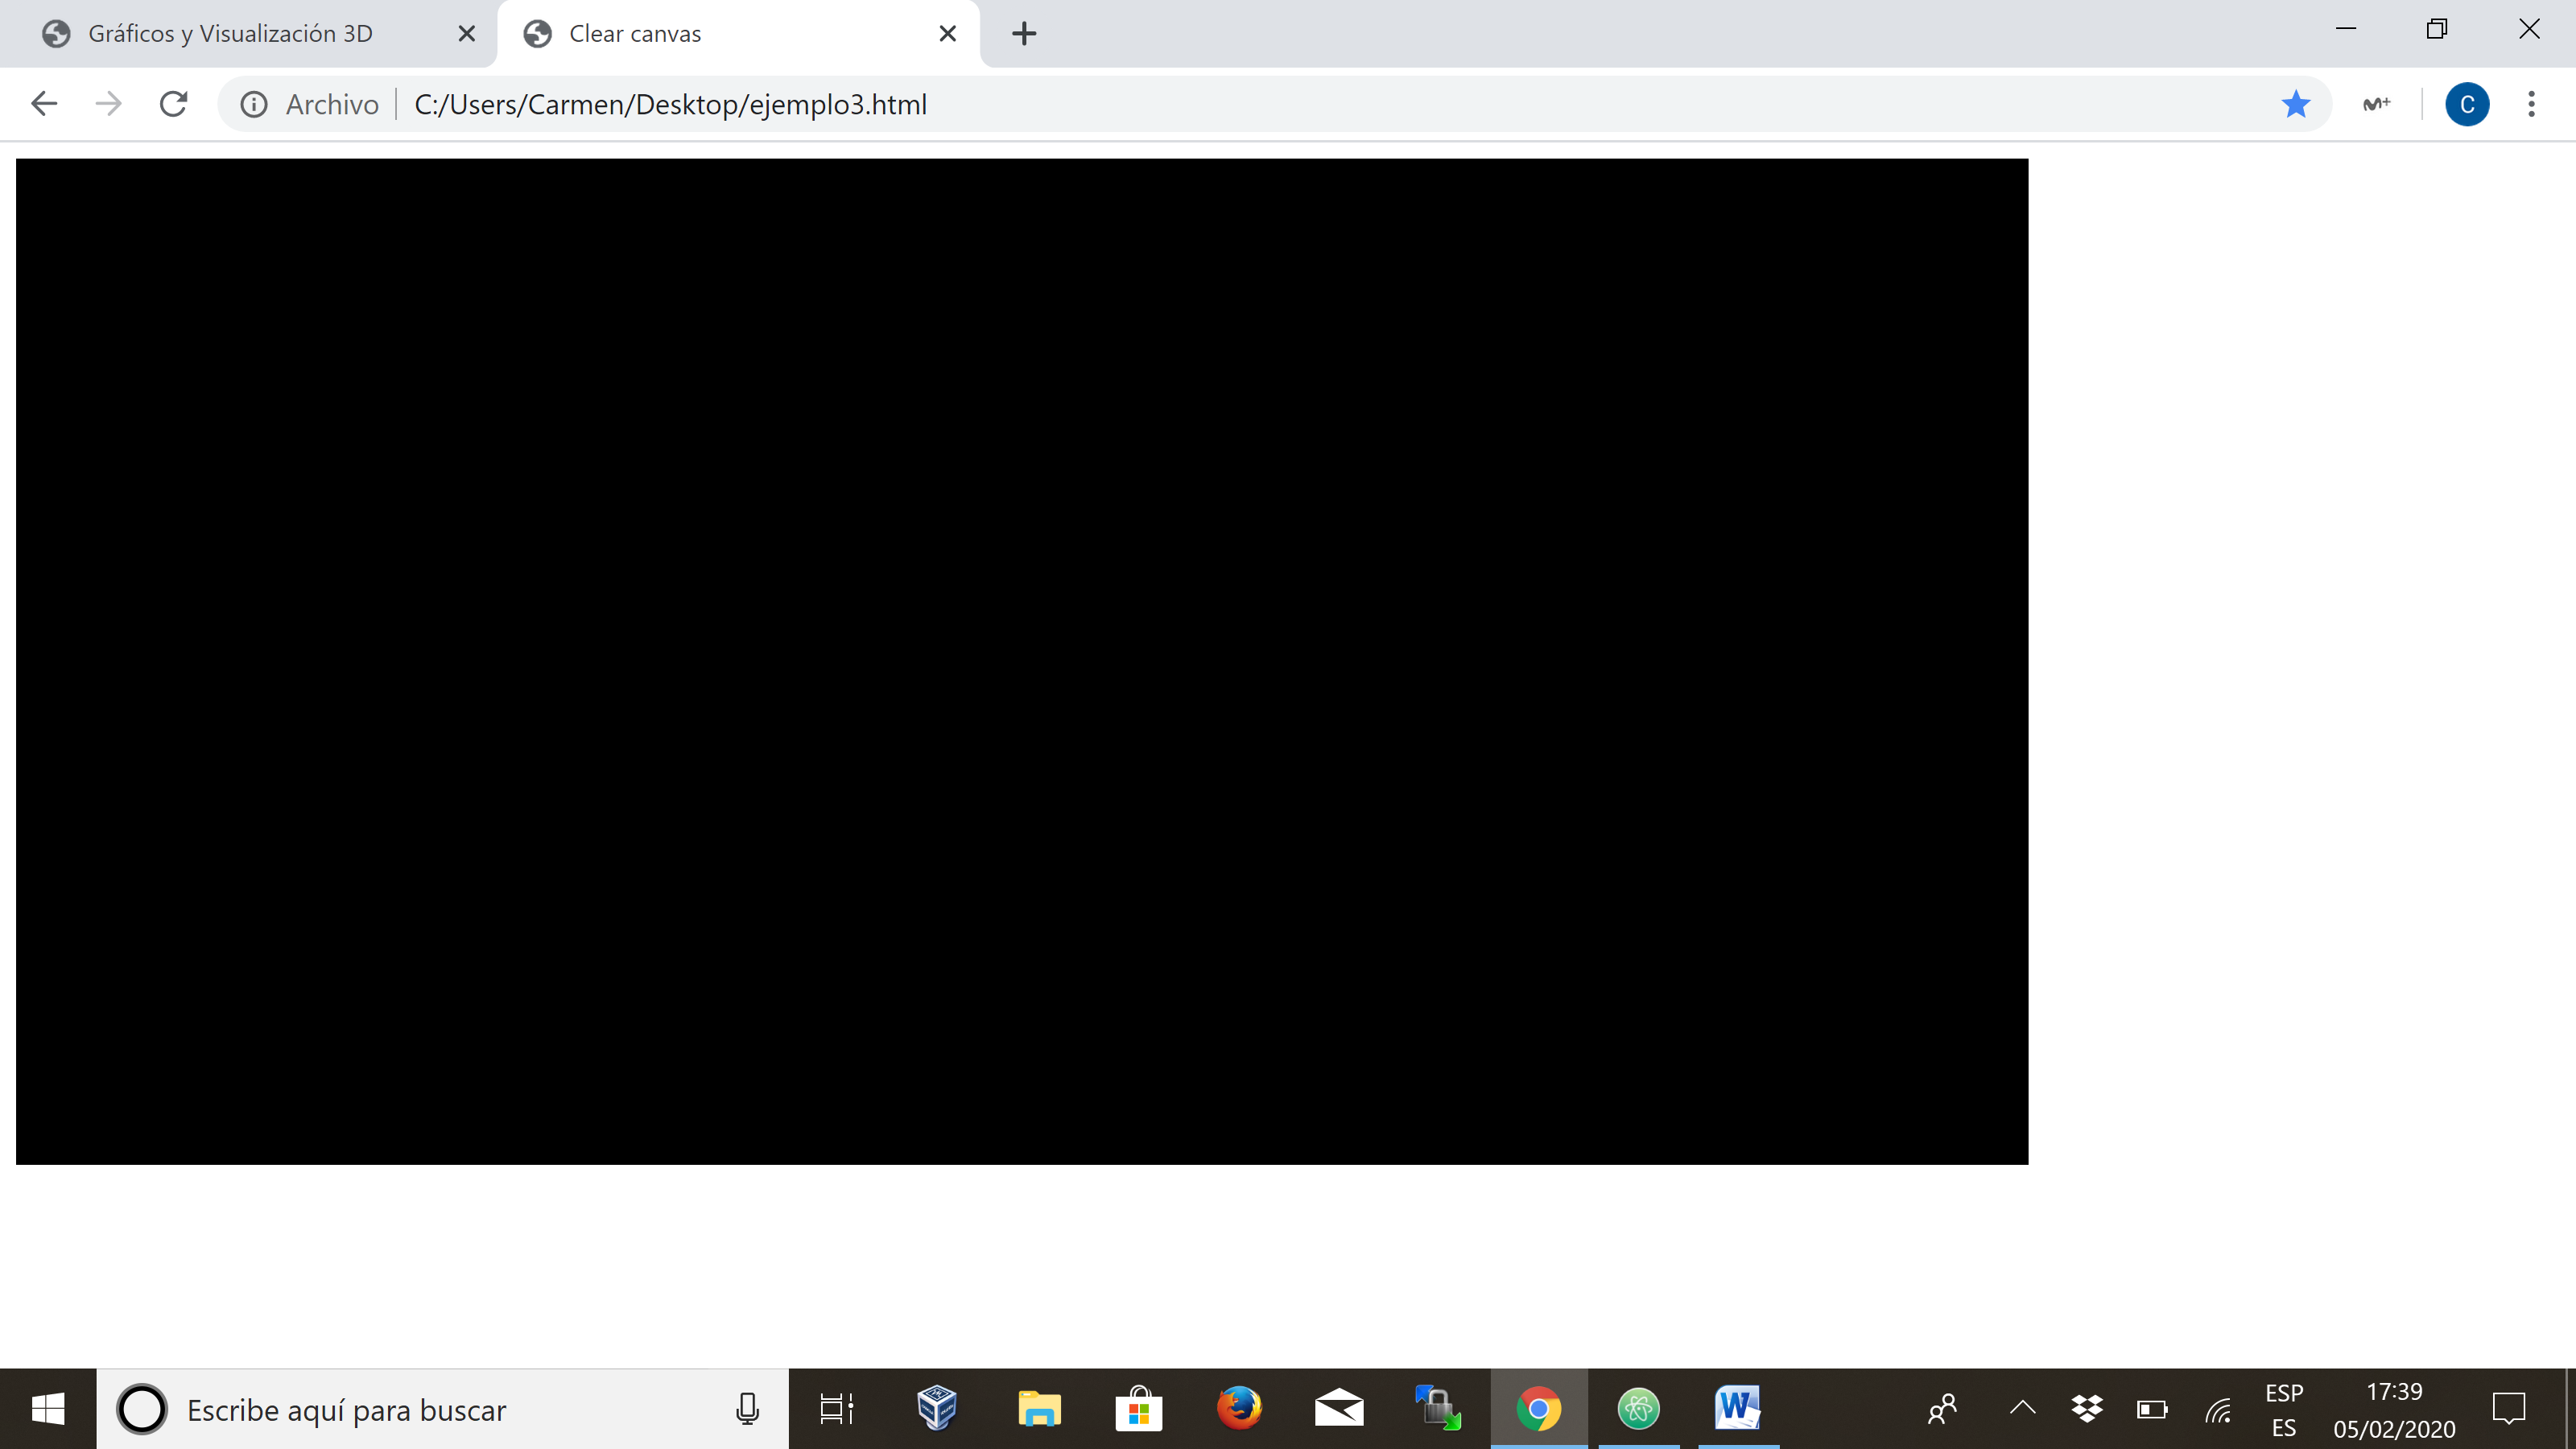 Gráficos y Visualización 3D
Clear canvas
Archivo C:/Users/Carmen/Desktop/ejemplo3.html
M+
C
Escribe aquí para buscar
W
ESP
ES
17:39
05/02/2020